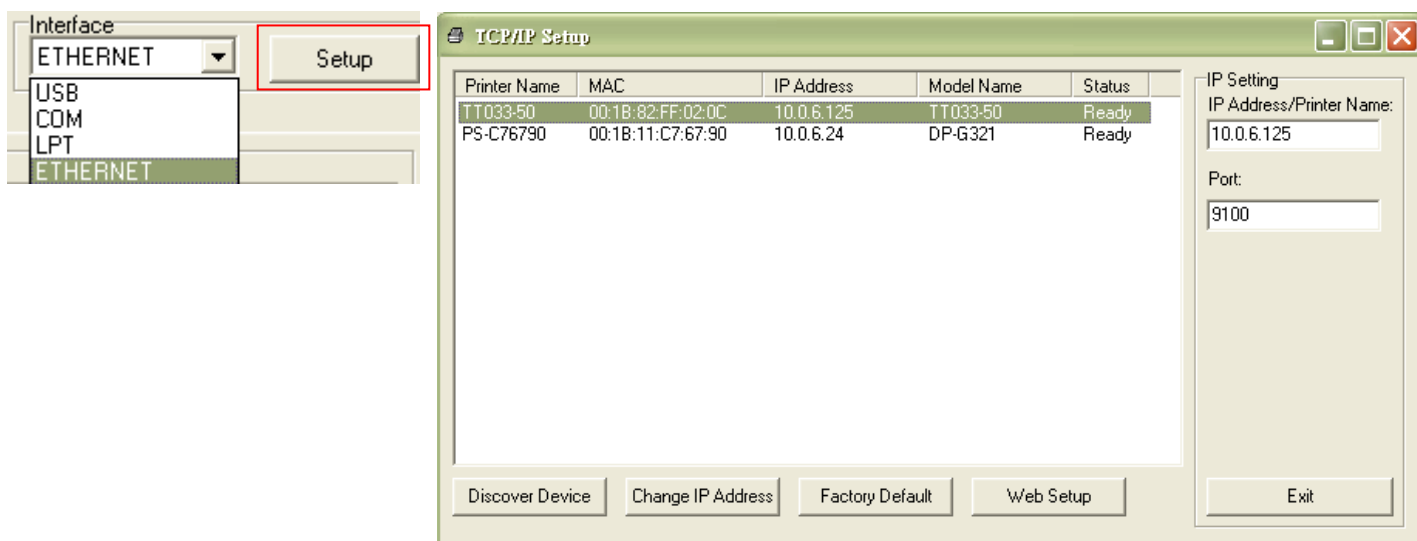 Interface
ETHERNET
Setup
USB
COM
LPT
ETHERNET
TCP/IP Setup
Printer Name MAC IP Address Model Name Status
TT033-50 00:1B:82:FF:02:0C 10.0.6.125 TT033-50 Ready
PS-C76790 00:1B:11:C7:67:90 10.0.6.24 DP-G321 Ready
IP Setting
IP Address/Printer Name:
10.0.6.125
Port:
9100
Discover Device Change IP Address Factory Default Web Setup Exit